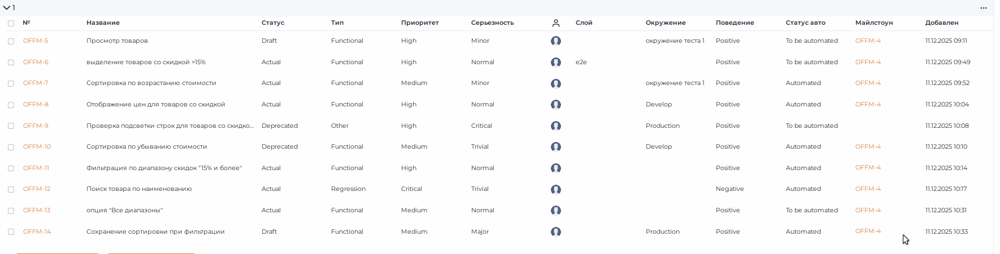 1
№ Название Статус Тип Приоритет Серьезность Слой Окружение Поведение Статус авто Майлстоун Добавлен
OFFM-5 Просмотр товаров Draft Functional High Minor окружение теста 1 Positive To be automated OFFM-4 11.12.2025 09:11
OFFM-6 выделение товаров со скидкой >15% Actual Functional High Normal e2e Positive To be automated OFFM-4 11.12.2025 09:49
OFFM-7 Сортировка по возрастанию стоимости Actual Functional Medium Minor окружение теста 1 Positive Automated OFFM-4 11.12.2025 09:52
OFFM-8 Отображение цен для товаров со скидкой Actual Functional High Normal Develop Positive Automated OFFM-4 11.12.2025 10:04
OFFM-9 Проверка подсветки строк для товаров со скидко... Deprecated Other High Critical Production Positive To be automated 11.12.2025 10:08
OFFM-10 Сортировка по убыванию стоимости Deprecated Functional Medium Trivial Develop Positive Automated OFFM-4 11.12.2025 10:10
OFFM-11 Фильтрация по диапазону скидок "15% и более" Actual Functional High Normal Positive Automated OFFM-4 11.12.2025 10:14
OFFM-12 Поиск товара по наименованию Actual Regression Critical Trivial Negative Automated OFFM-4 11.12.2025 10:17
OFFM-13 опция "Все диапазоны" Actual Functional Medium Normal Positive To be automated OFFM-4 11.12.2025 10:31
OFFM-14 Сохранение сортировки при фильтрации Draft Functional Medium Major Production Positive Automated OFFM-4 11.12.2025 10:33